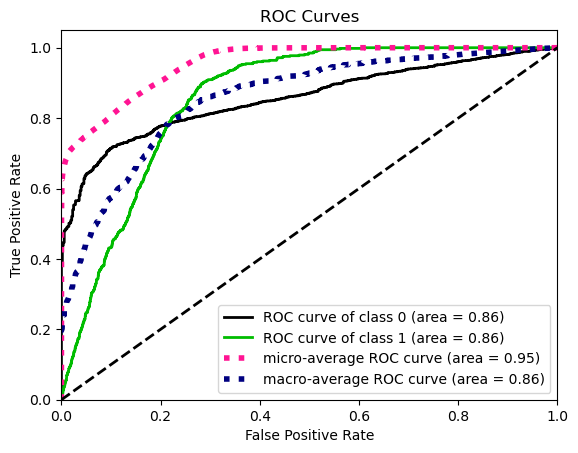 ROC Curves
True Positive Rate
1.0
0.8
0.6
0.4
0.2
0.0
ROC curve of class 0 (area = 0.86)
ROC curve of class 1 (area = 0.86)
micro-average ROC curve (area = 0.95)
macro-average ROC curve (area = 0.86)
0.0 0.2 0.4 0.6 0.8 1.0
False Positive Rate